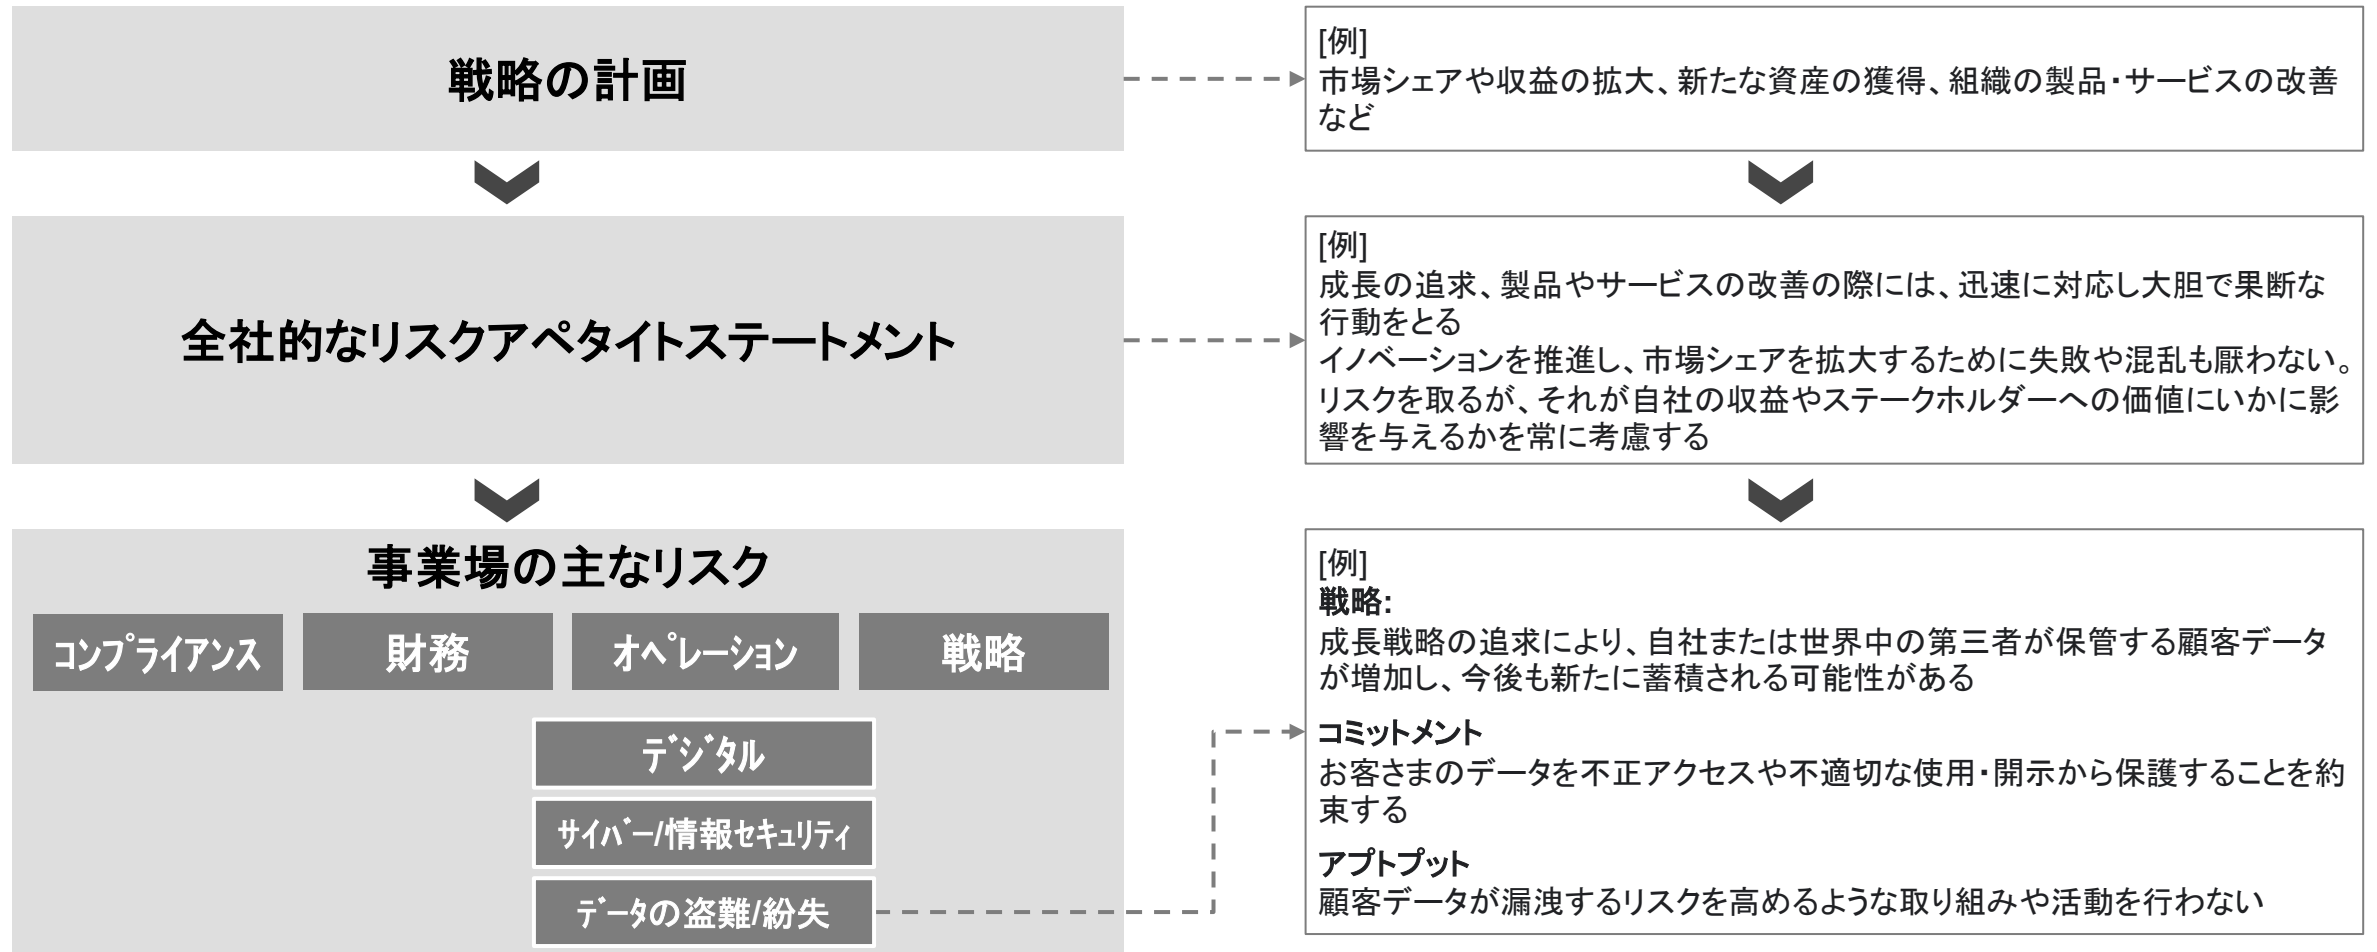 戦略の計画
[例]
市場シェアや収益の拡大、新たな資産の獲得、組織の製品・サービスの改善
など
全社的なリスクアペタイトステートメント
[例]
成長の追求、製品やサービスの改善の際には、迅速に対応し大胆で果断な
行動をとる
イノベーションを推進し、市場シェアを拡大するために失敗や混乱も厭わない。
リスクを取るが、それが自社の収益やステークホルダーへの価値にいかに影
響を与えるかを常に考慮する
事業場の主なリスク
ｺﾝﾌﾟﾗｲｱﾝｽ
財務
ｵﾍﾟﾚｰｼｮﾝ
戦略
ﾃﾞｼﾞﾀﾙ
ｻｲﾊﾞｰ/情報ｾｷｭﾘﾃｨ
ﾃﾞｰﾀの盗難/紛失
[例]
戦略:
成長戦略の追求により、自社または世界中の第三者が保管する顧客データ
が増加し、今後も新たに蓄積される可能性がある
コミットメント
お客さまのデータを不正アクセスや不適切な使用・開示から保護することを約
束する
アプトプット
顧客データが漏洩するリスクを高めるような取り組みや活動を行わない